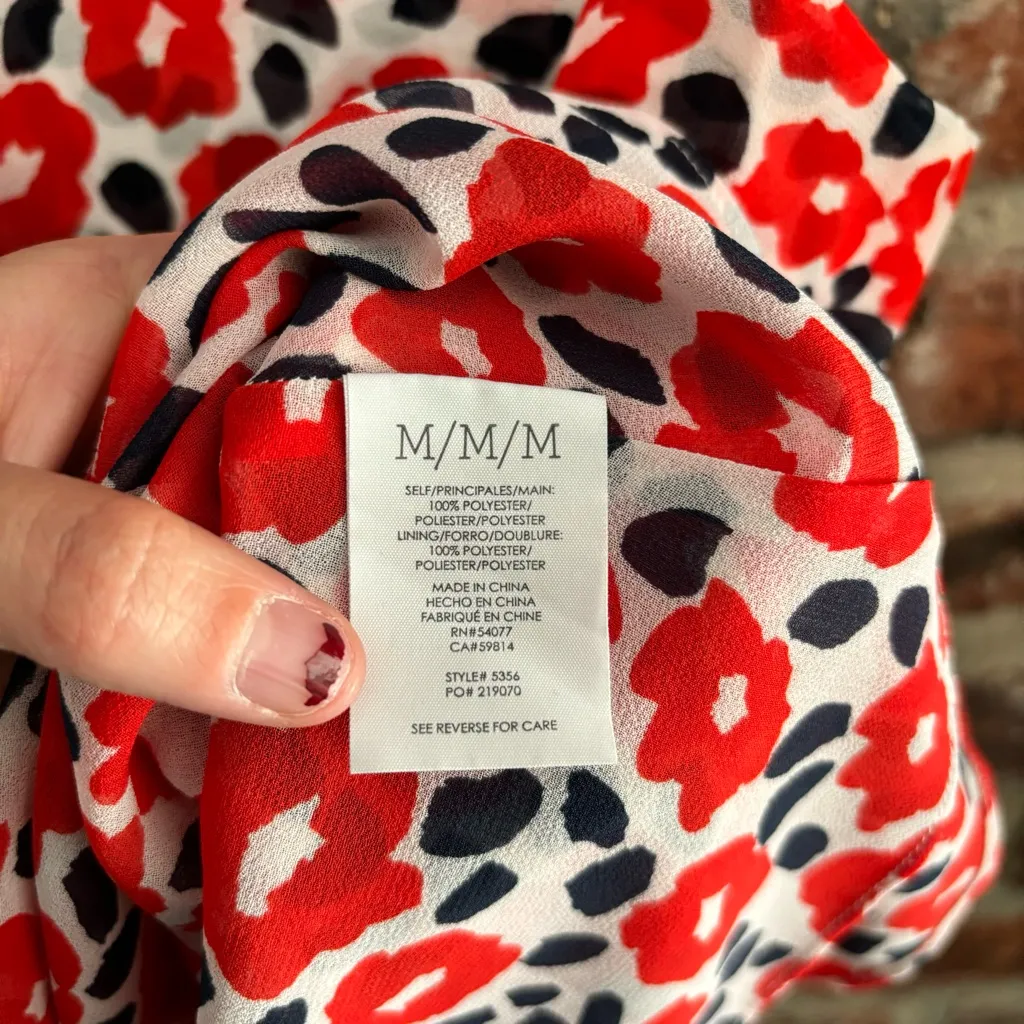 M/M/M
SELF/PRINCIPALES/MAIN:
100% POLYESTER/
POLIESTER/POLYESTER
LINING/FORRO/DOUBLURE:
100% POLYESTER/
POLIESTER/POLYESTER
MADE IN CHINA
HECHO EN CHINA
FABRIQUÉ EN CHINE
RN#54077
CA#59814
STYLE# 5356
PO# 219070
SEE REVERSE FOR CARE